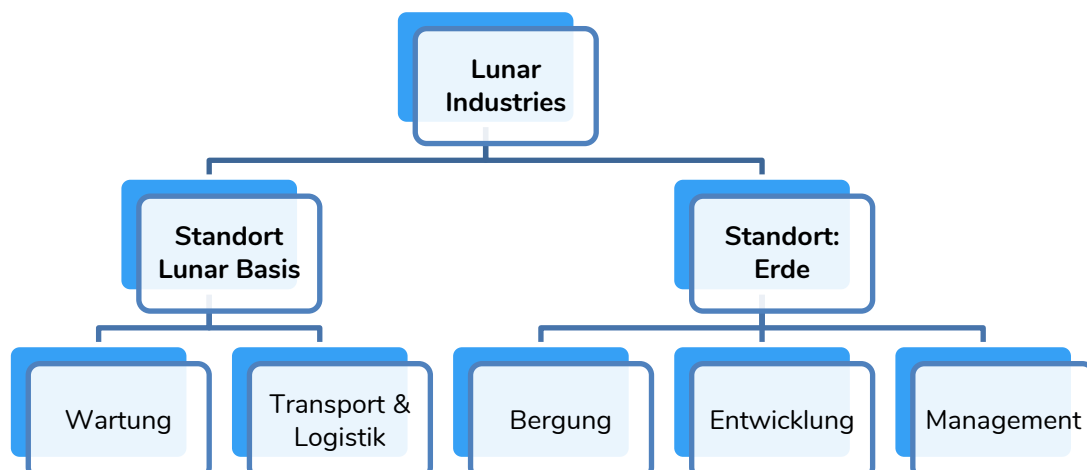 Lunar
Industries
Standort
Lunar Basis
Standort:
Erde
Wartung
Transport &
Logistik
Bergung
Entwicklung
Management